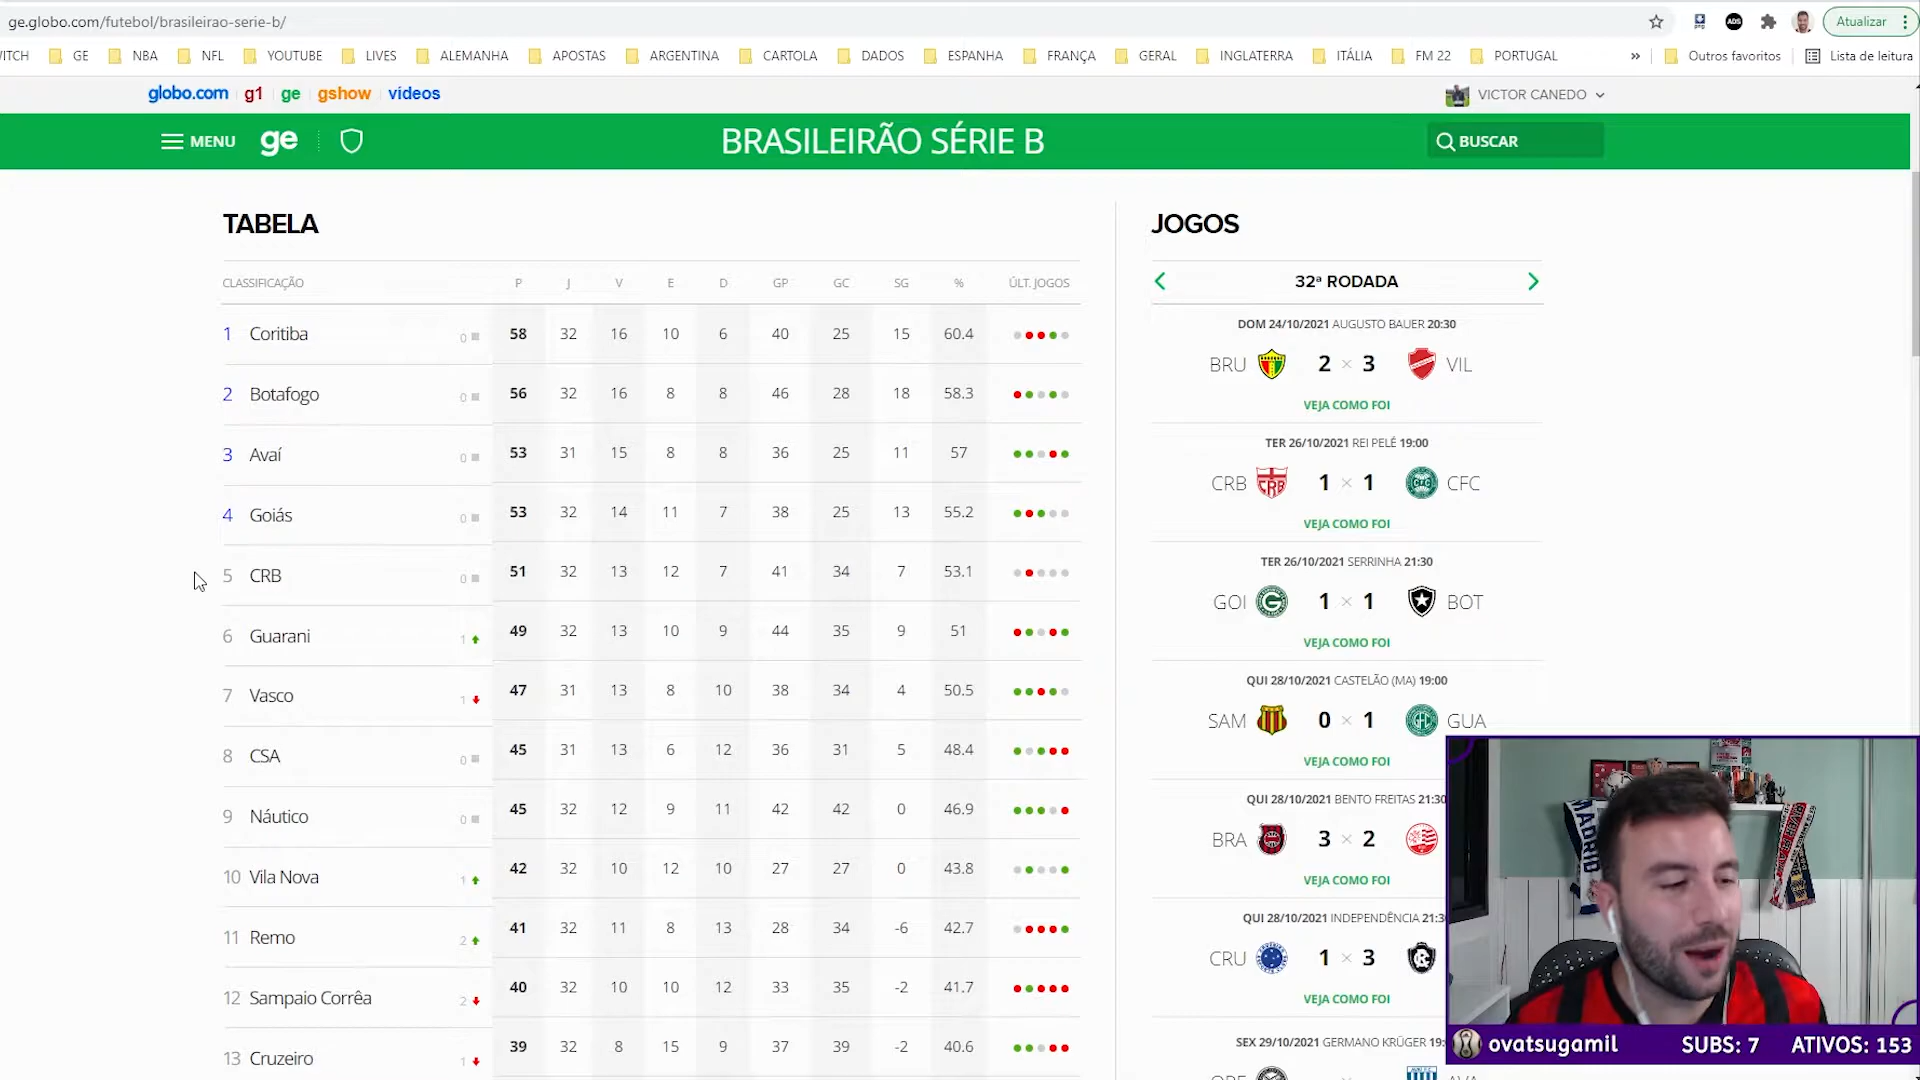 ge.globo.com/futebol/brasileirao-serie-b/
Atualizar
ITCH GE NBA NFL YOUTUBE LIVES ALEMANHA APOSTAS ARGENTINA CARTOLA DADOS ESPANHA FRANÇA GERAL INGLATERRA ITÁLIA FM 22 PORTUGAL » Outros favoritos Lista de leitura
globo.com g1 ge gshow videos VICTOR CANEDO
MENU ge BRASILEIRÃO SÉRIE B BUSCAR
TABELA
CLASSIFICAÇÃO P J V E D GP GC SG % ÚLT. JOGOS
1 Coritiba 0 58 32 16 10 6 40 25 15 60.4
2 Botafogo 0 56 32 16 8 8 46 28 18 58.3
3 Avaí 0 53 31 15 8 8 36 25 11 57
4 Goiás 0 53 32 14 11 7 38 25 13 55.2
5 CRB 0 51 32 13 12 7 41 34 7 53.1
6 Guarani 1 49 32 13 10 9 44 35 9 51
7 Vasco 1 47 31 13 8 10 38 34 4 50.5
8 CSA 0 45 31 13 6 12 36 31 5 48.4
9 Náutico 0 45 32 12 9 11 42 42 0 46.9
10 Vila Nova 1 42 32 10 12 10 27 27 0 43.8
11 Remo 2 41 32 11 8 13 28 34 -6 42.7
12 Sampaio Corrêa 2 40 32 10 10 12 33 35 -2 41.7
13 Cruzeiro 1 39 32 8 15 9 37 39 -2 40.6
JOGOS
32ª RODADA
DOM 24/10/2021 AUGUSTO BAUER 20:30
BRU 2 × 3 VIL
VEJA COMO FOI
TER 26/10/2021 REI PELÉ 19:00
CRB CRB 1 × 1 CFC
VEJA COMO FOI
TER 26/10/2021 SERRINHA 21:30
GOI 1 × 1 BOT
VEJA COMO FOI
QUI 28/10/2021 CASTELÃO (MA) 19:00
SAM 0 × 1 GUA
VEJA COMO FOI
QUI 28/10/2021 BENTO FREITAS 21:30
BRA 3 × 2
VEJA COMO FOI
QUI 28/10/2021 INDEPENDÊNCIA 21:3
CRU 1 × 3
VEJA COMO FOI
SEX 29/10/2021 GERMANO KRÜGER 19:
MADRID
ovatsugamil SUBS: 7 ATIVOS: 153